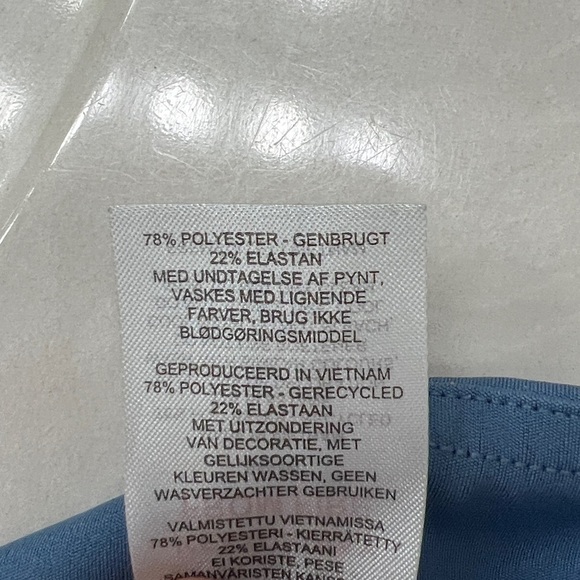 78% POLYESTER - GENBRUGT
22% ELASTAN
MED UNDTAGELSE AF PYNT,
VASKES MED LIGNENDE
FARVER, BRUG IKKE
BLØDGØRINGSMIDDEL
GEPRODUCEERD IN VIETNAM
78% POLYESTER - GERECYCLED
22% ELASTAAN
MET UITZONDERING
VAN DECORATIE, MET
GELIJKSOORTIGE
KLEUREN WASSEN, GEEN
WASVERZACHTER GEBRUIKEN
VALMISTETTU VIETNAMISSA
78% POLYESTERI - KIERRÄTETTY
22% ELASTAANI
EI KORISTE, PESE
SAMANVÄRISTEN